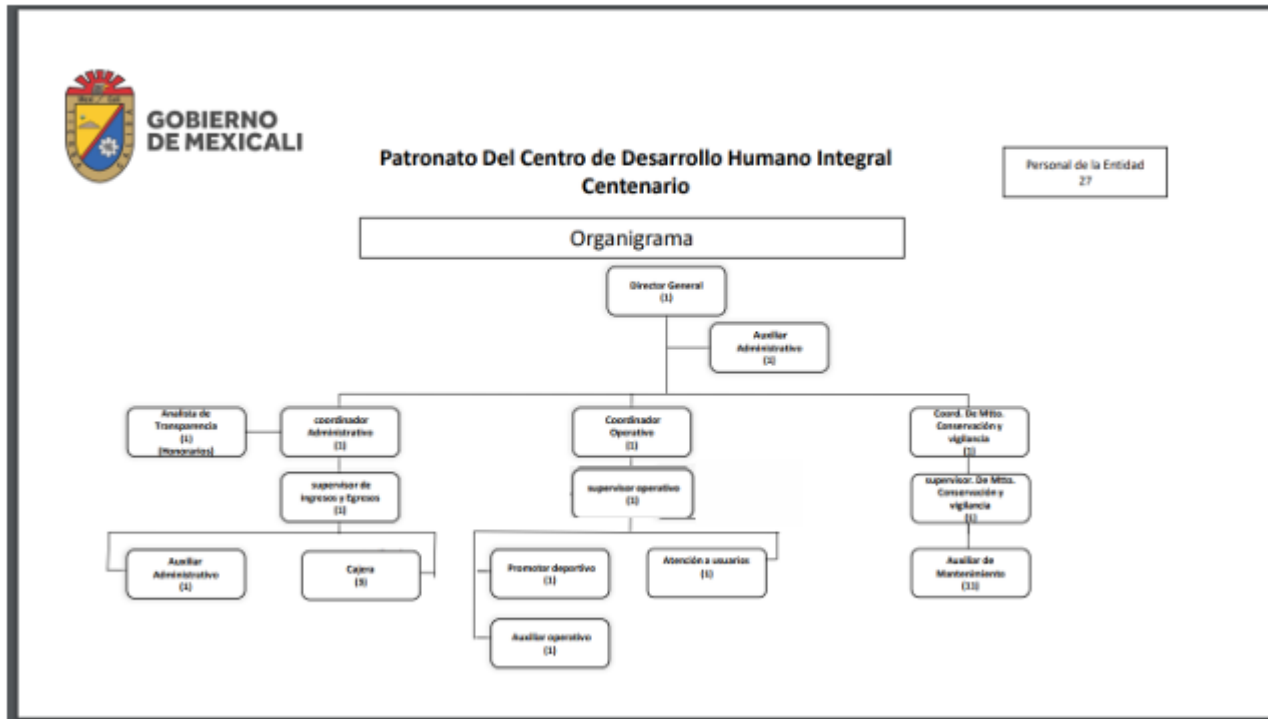 GOBIERNO
DE MEXICALI
Patronato Del Centro de Desarrollo Humano Integral
Centenario
Personal de la Entidad
27
Organigrama
Director General
(1)
Auxiliar
Administrativo
(1)
Analista de
Transparencia
(1)
(Honorarios)
coordinador
Administrativo
(1)
Coordinador
Operativo
(1)
Coord. De Mtto.
Conservación y
vigilancia
(1)
supervisor de
Ingresos y Egresos
(1)
supervisor operativo
(1)
supervisor. De Mtto.
Conservación y
vigilancia
(1)
Auxiliar
Administrativo
(1)
Cajera
(3)
Promotor deportivo
(1)
Atención a usuarios
(1)
Auxiliar de
Mantenimiento
(11)
Auxiliar operativo
(1)